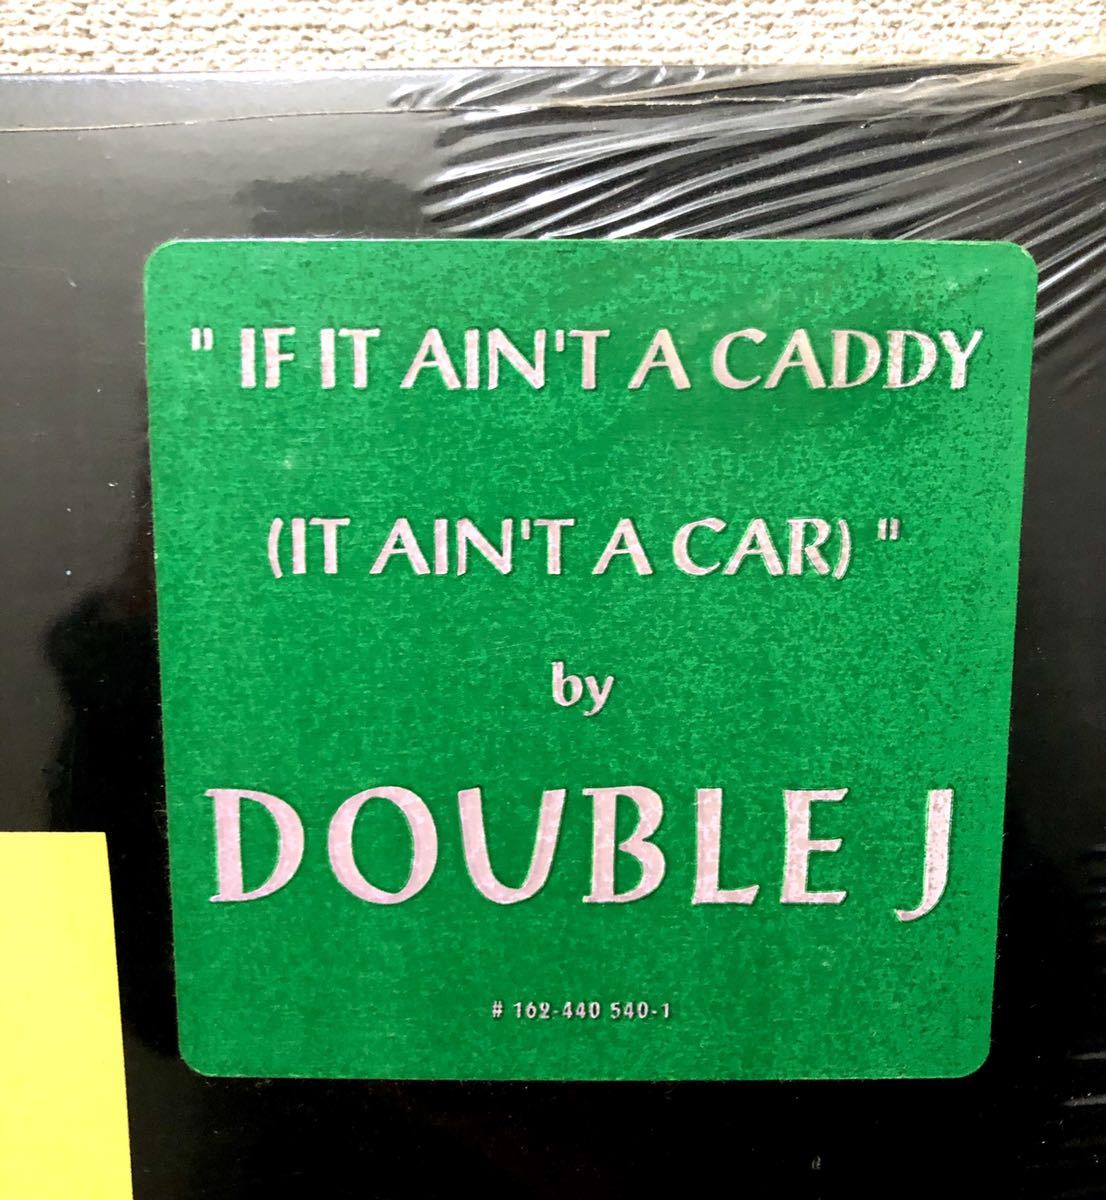 " IF IT AIN'T A CADDY
(IT AIN'T A CAR) "
by
DOUBLE J
# 162-440 540-1